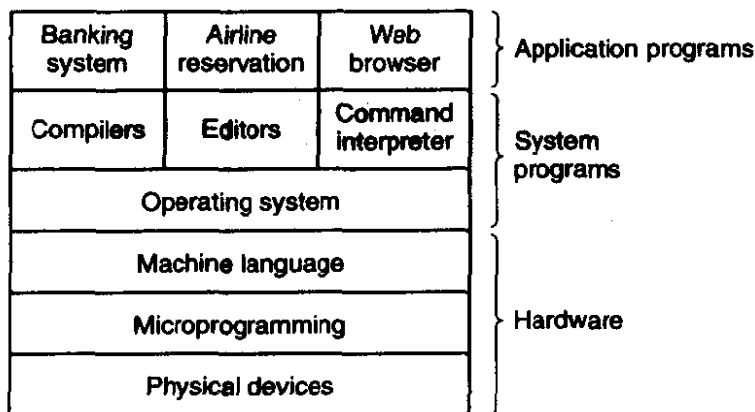 Banking
system
Airline
reservation
Web
browser
Application programs
Compilers
Editors
Command
interpreter
System
programs
Operating system
Machine language
Microprogramming
Hardware
Physical devices